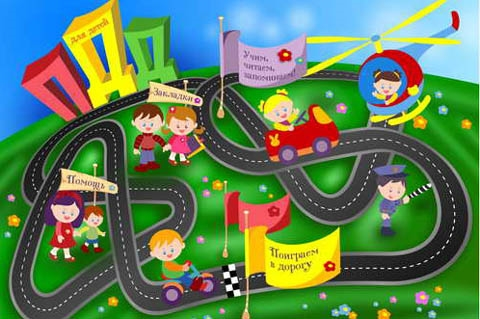 для детей
ПДД
Учим,
читаем,
запоминаем!
Закладки
Помощь
Поиграем
в дорогу